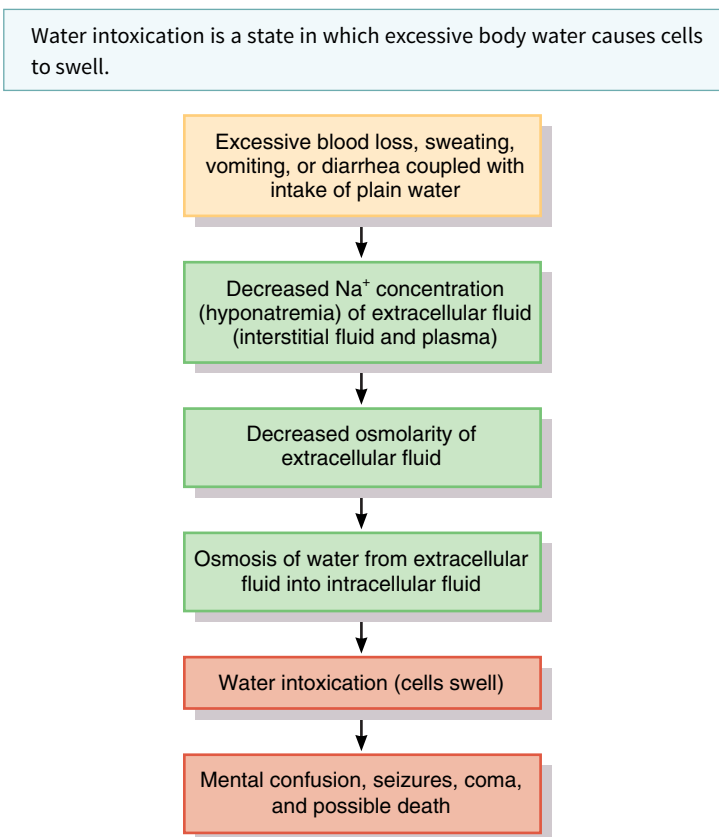 Water intoxication is a state in which excessive body water causes cells
to swell.
Excessive blood loss, sweating,
vomiting, or diarrhea coupled with
intake of plain water
Decreased Na⁺ concentration
(hyponatremia) of extracellular fluid
(interstitial fluid and plasma)
Decreased osmolarity of
extracellular fluid
Osmosis of water from extracellular
fluid into intracellular fluid
Water intoxication (cells swell)
Mental confusion, seizures, coma,
and possible death